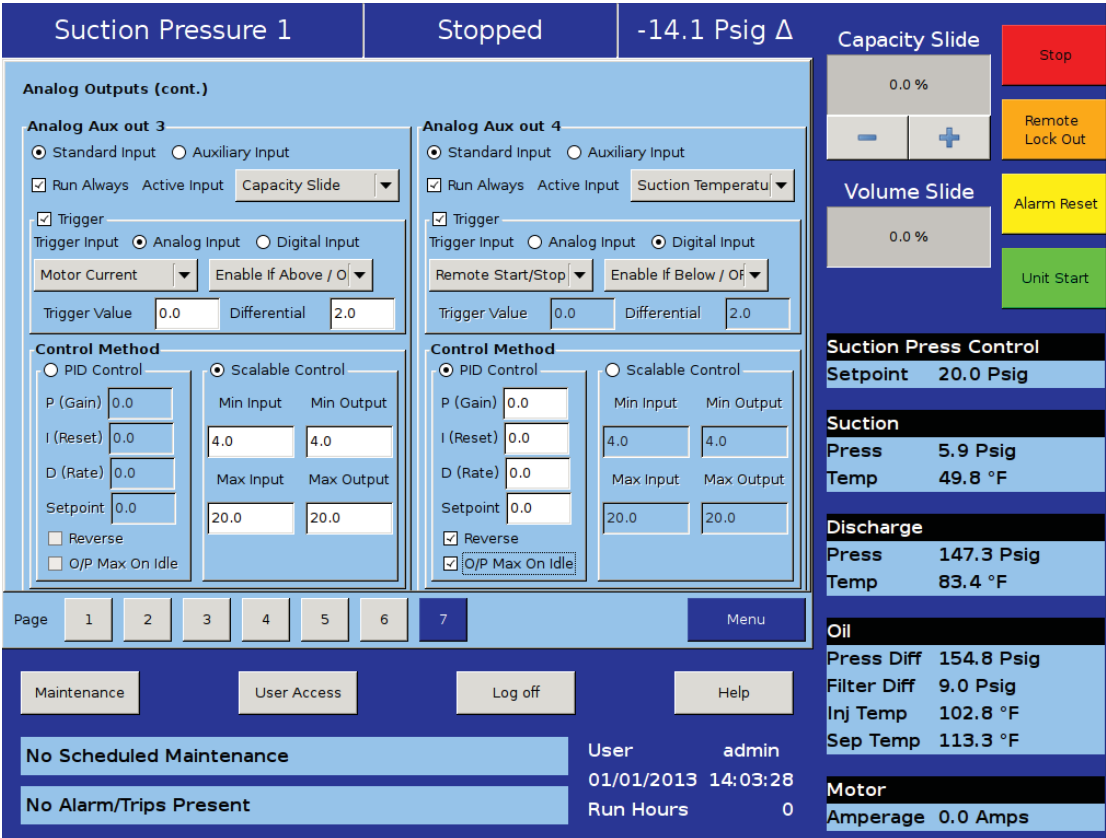 Suction Pressure 1
Stopped
-14.1 Psig Δ
Analog Outputs (cont.)
Analog Aux out 3
Standard Input Auxiliary Input
Run Always Active Input Capacity Slide
Trigger
Trigger Input Analog Input Digital Input
Motor Current Enable If Above / O
Trigger Value 0.0 Differential 2.0
Control Method
PID Control
P (Gain) 0.0
I (Reset) 0.0
D (Rate) 0.0
Setpoint 0.0
Reverse
O/P Max On Idle
Scalable Control
Min Input Min Output
4.0 4.0
Max Input Max Output
20.0 20.0
Analog Aux out 4
Standard Input Auxiliary Input
Run Always Active Input Suction Temperatu
Trigger
Trigger Input Analog Input Digital Input
Remote Start/Stop Enable If Below / OF
Trigger Value 0.0 Differential 2.0
Control Method
PID Control
P (Gain) 0.0
I (Reset) 0.0
D (Rate) 0.0
Setpoint 0.0
Reverse
O/P Max On Idle
Scalable Control
Min Input Min Output
4.0 4.0
Max Input Max Output
20.0 20.0
Page 1 2 3 4 5 6 7 Menu
Maintenance User Access Log off Help
No Scheduled Maintenance
No Alarm/Trips Present
User admin
01/01/2013 14:03:28
Run Hours 0
Capacity Slide
0.0 %
Volume Slide
0.0 %
Stop
Remote
Lock Out
Alarm Reset
Unit Start
Suction Press Control
Setpoint 20.0 Psig
Suction
Press 5.9 Psig
Temp 49.8 °F
Discharge
Press 147.3 Psig
Temp 83.4 °F
Oil
Press Diff 154.8 Psig
Filter Diff 9.0 Psig
Inj Temp 102.8 °F
Sep Temp 113.3 °F
Motor
Amperage 0.0 Amps